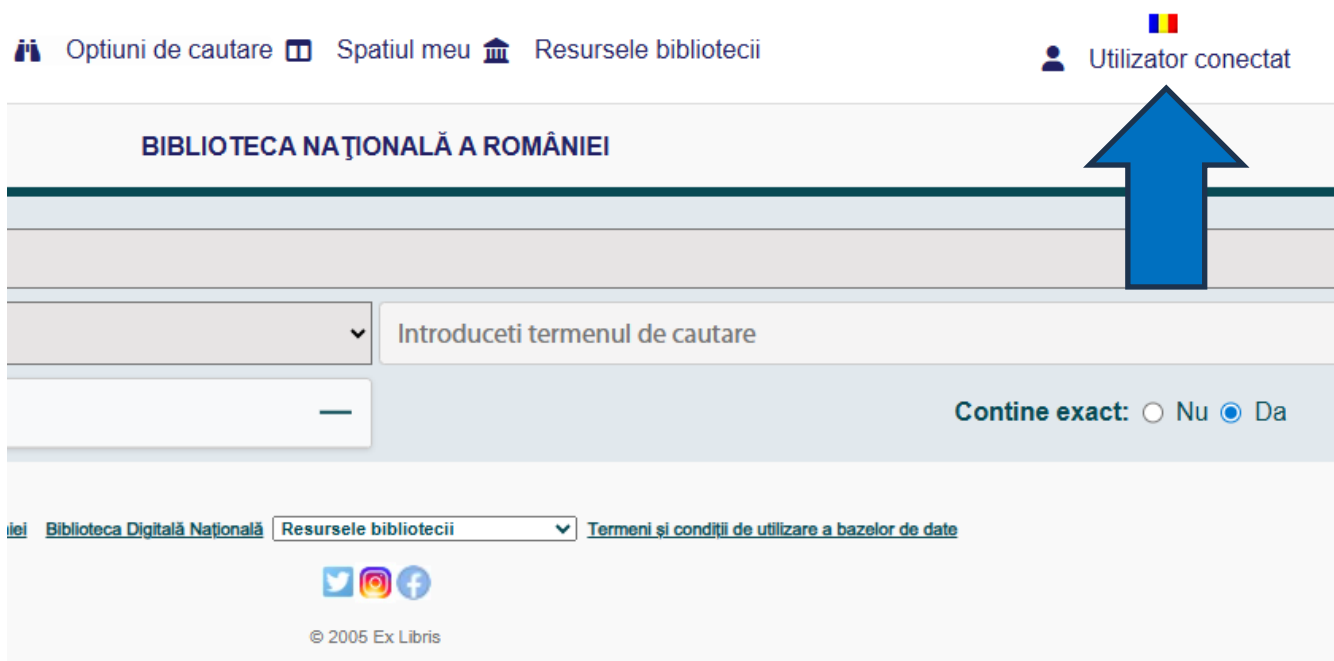 Optiuni de cautare Spatiul meu Resursele bibliotecii
Utilizator conectat
BIBLIOTECA NAŢIONALĂ A ROMÂNIEI
Introduceti termenul de cautare
Contine exact: Nu Da
Biblioteca Digitală Naţională Resursele bibliotecii Termeni și condiții de utilizare a bazelor de date
© 2005 Ex Libris